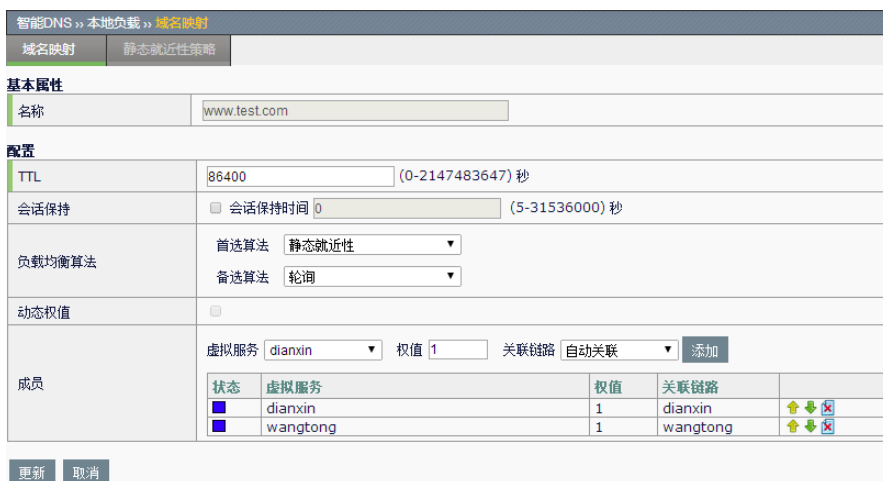 智能DNS » 本地负载 » 域名映射
域名映射 静态就近性策略
基本属性
名称 www.test.com
配置
TTL 86400 (0-2147483647) 秒
会话保持 会话保持时间 0 (5-31536000) 秒
负载均衡算法 首选算法 静态就近性
备选算法 轮询
动态权值
成员 虚拟服务 dianxin 权值 1 关联链路 自动关联 添加
状态 虚拟服务 权值 关联链路
dianxin 1 dianxin
wangtong 1 wangtong
更新 取消